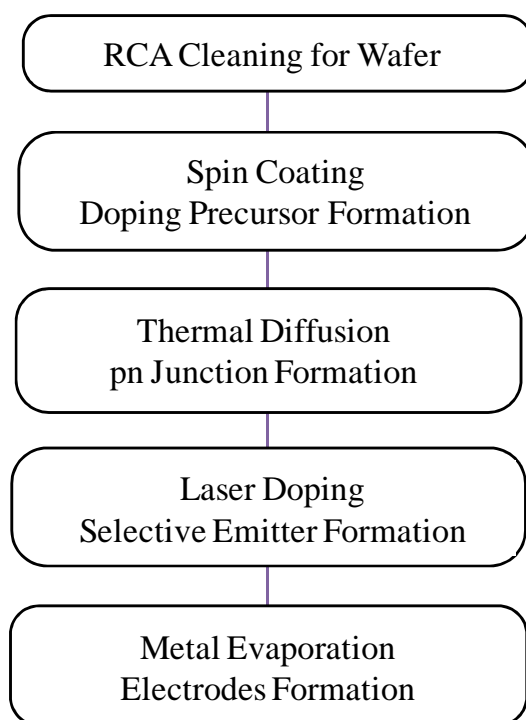 RCA Cleaning for Wafer
Spin Coating
Doping Precursor Formation
Thermal Diffusion
pn Junction Formation
Laser Doping
Selective Emitter Formation
Metal Evaporation
Electrodes Formation